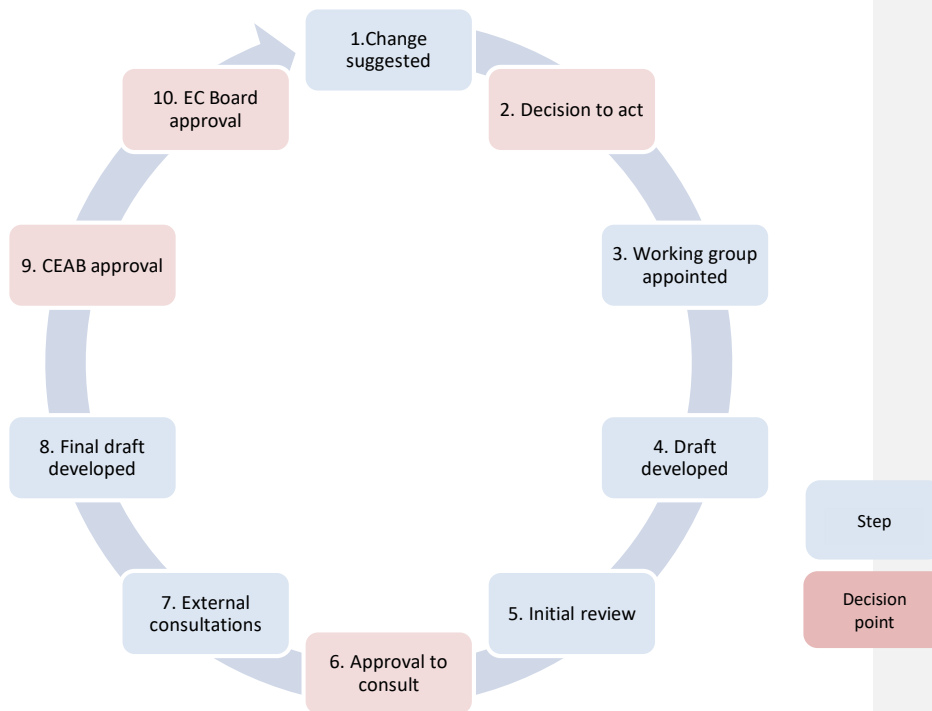 1.Change
suggested
2. Decision to act
3. Working group
appointed
4. Draft
developed
5. Initial review
6. Approval to
consult
7. External
consultations
8. Final draft
developed
9. CEAB approval
10. EC Board
approval
Step
Decision
point